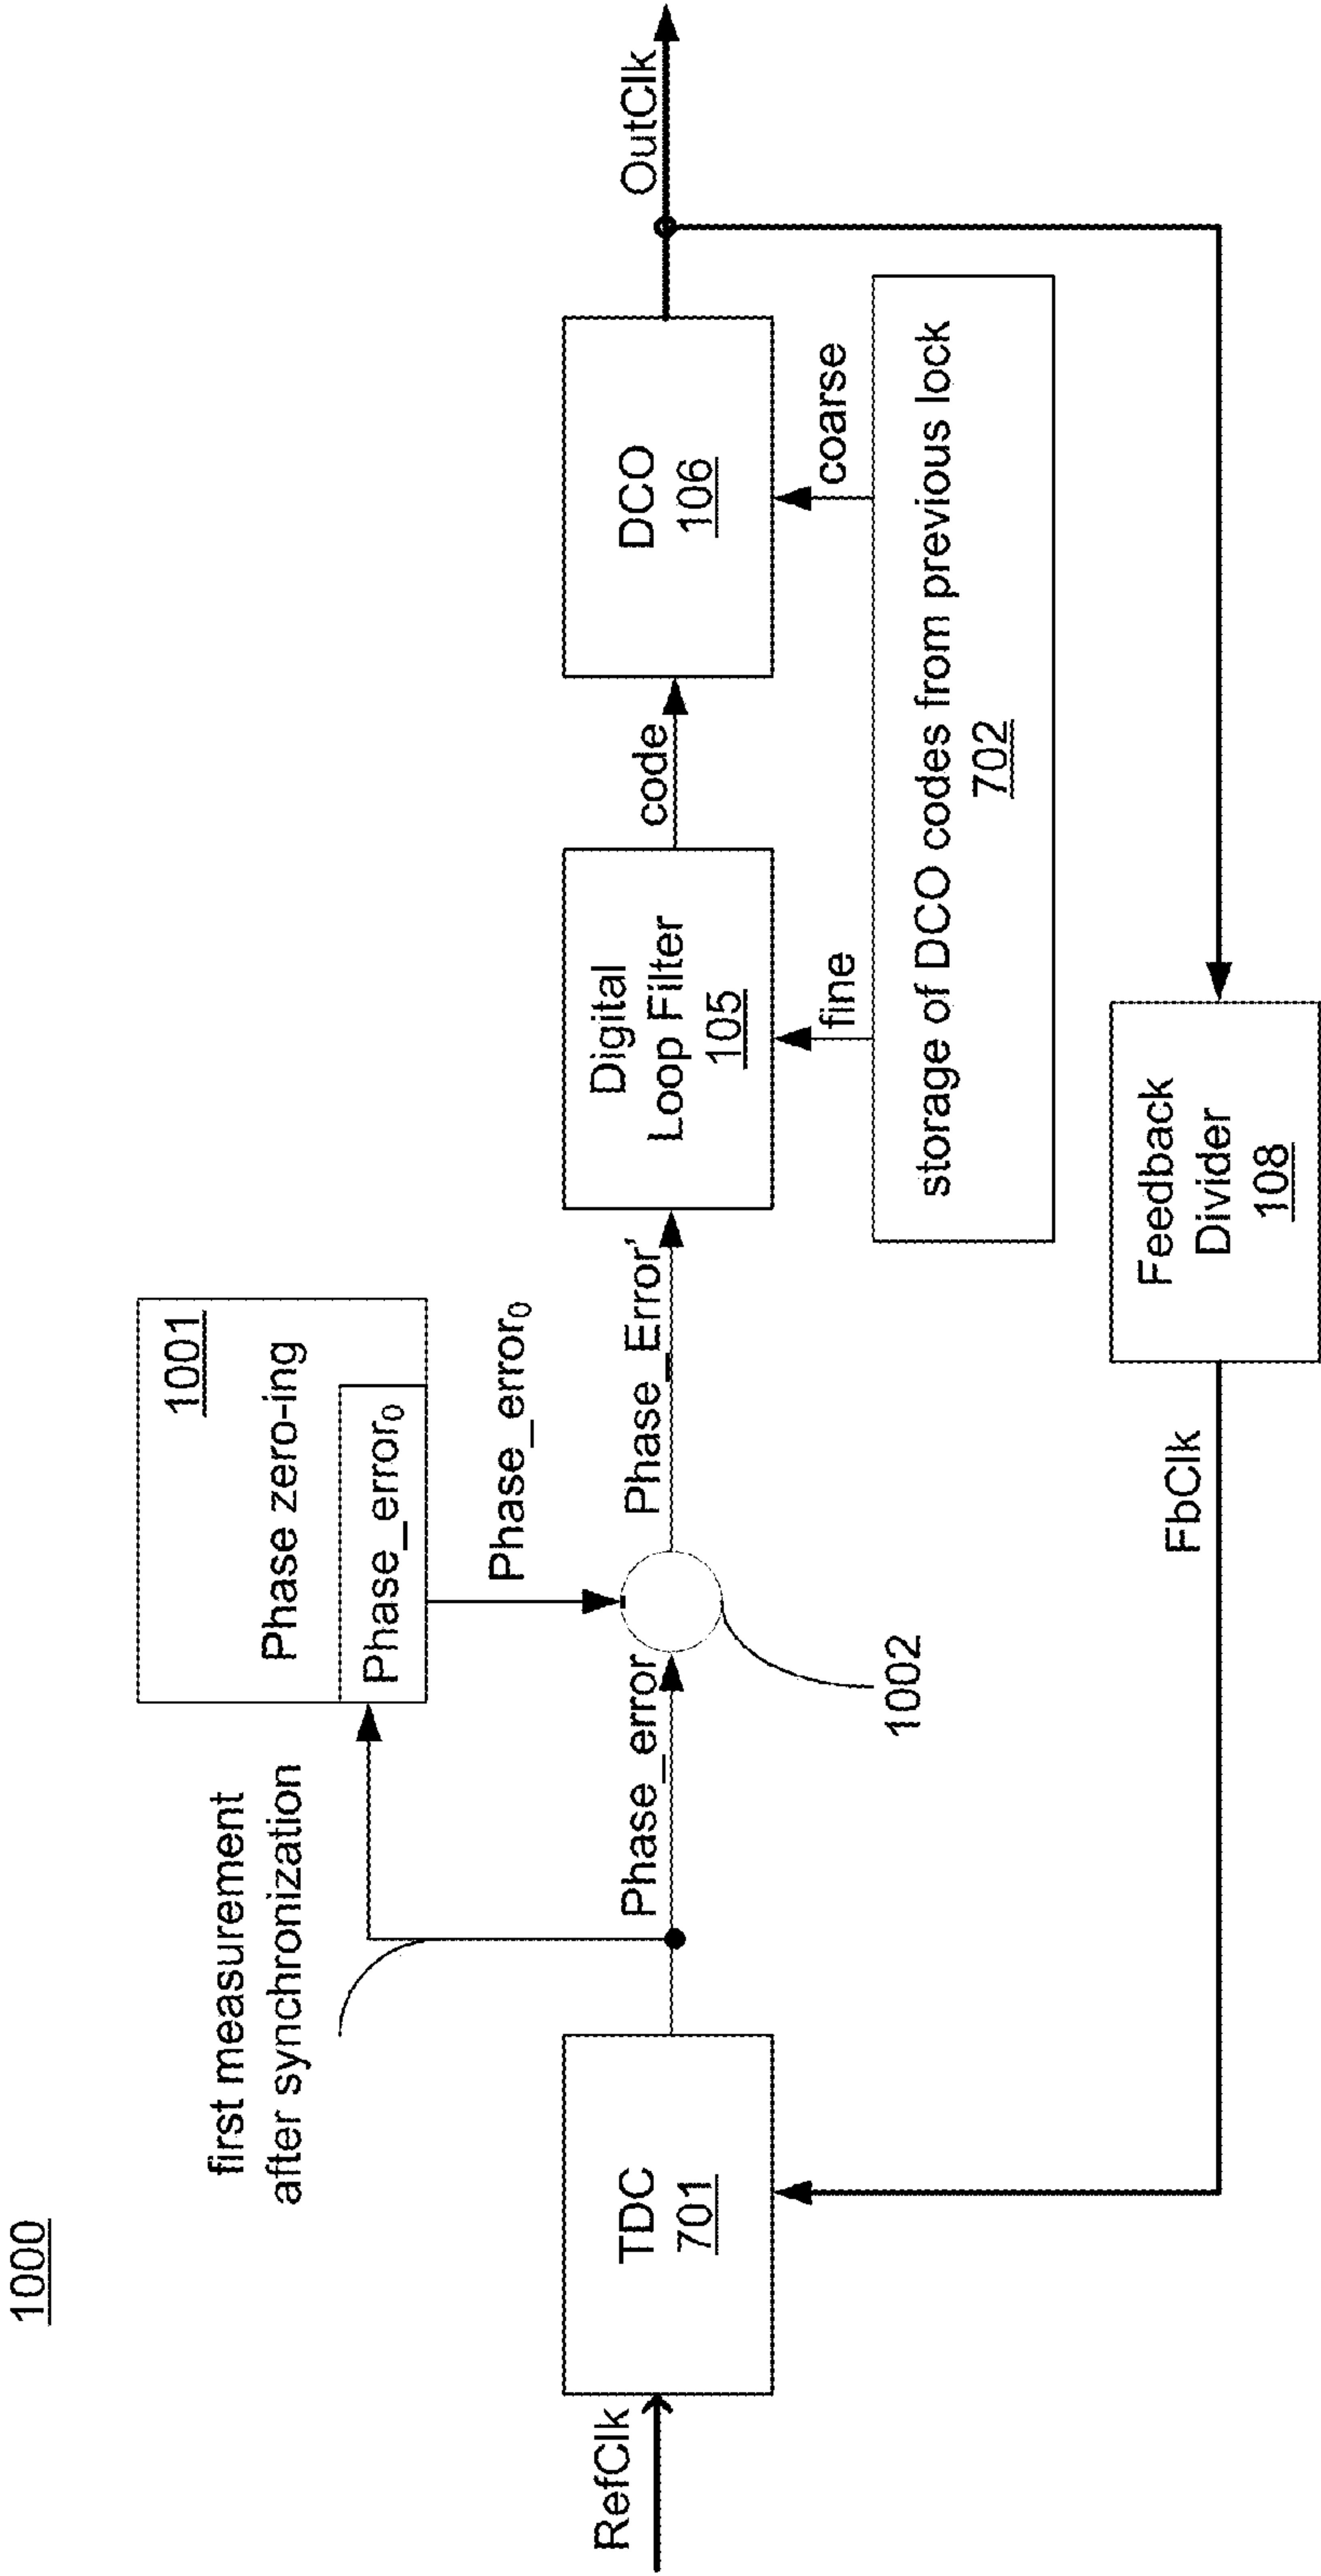 1000
first measurement
after synchronization
1001
Phase zero-ing
Phase_error₀
Phase_error₀
RefClk
TDC
701
Phase_error
1002
Phase_Error’
Digital
Loop Filter
105
code
DCO
106
OutClk
fine
coarse
storage of DCO codes from previous lock
702
FbClk
Feedback
Divider
108